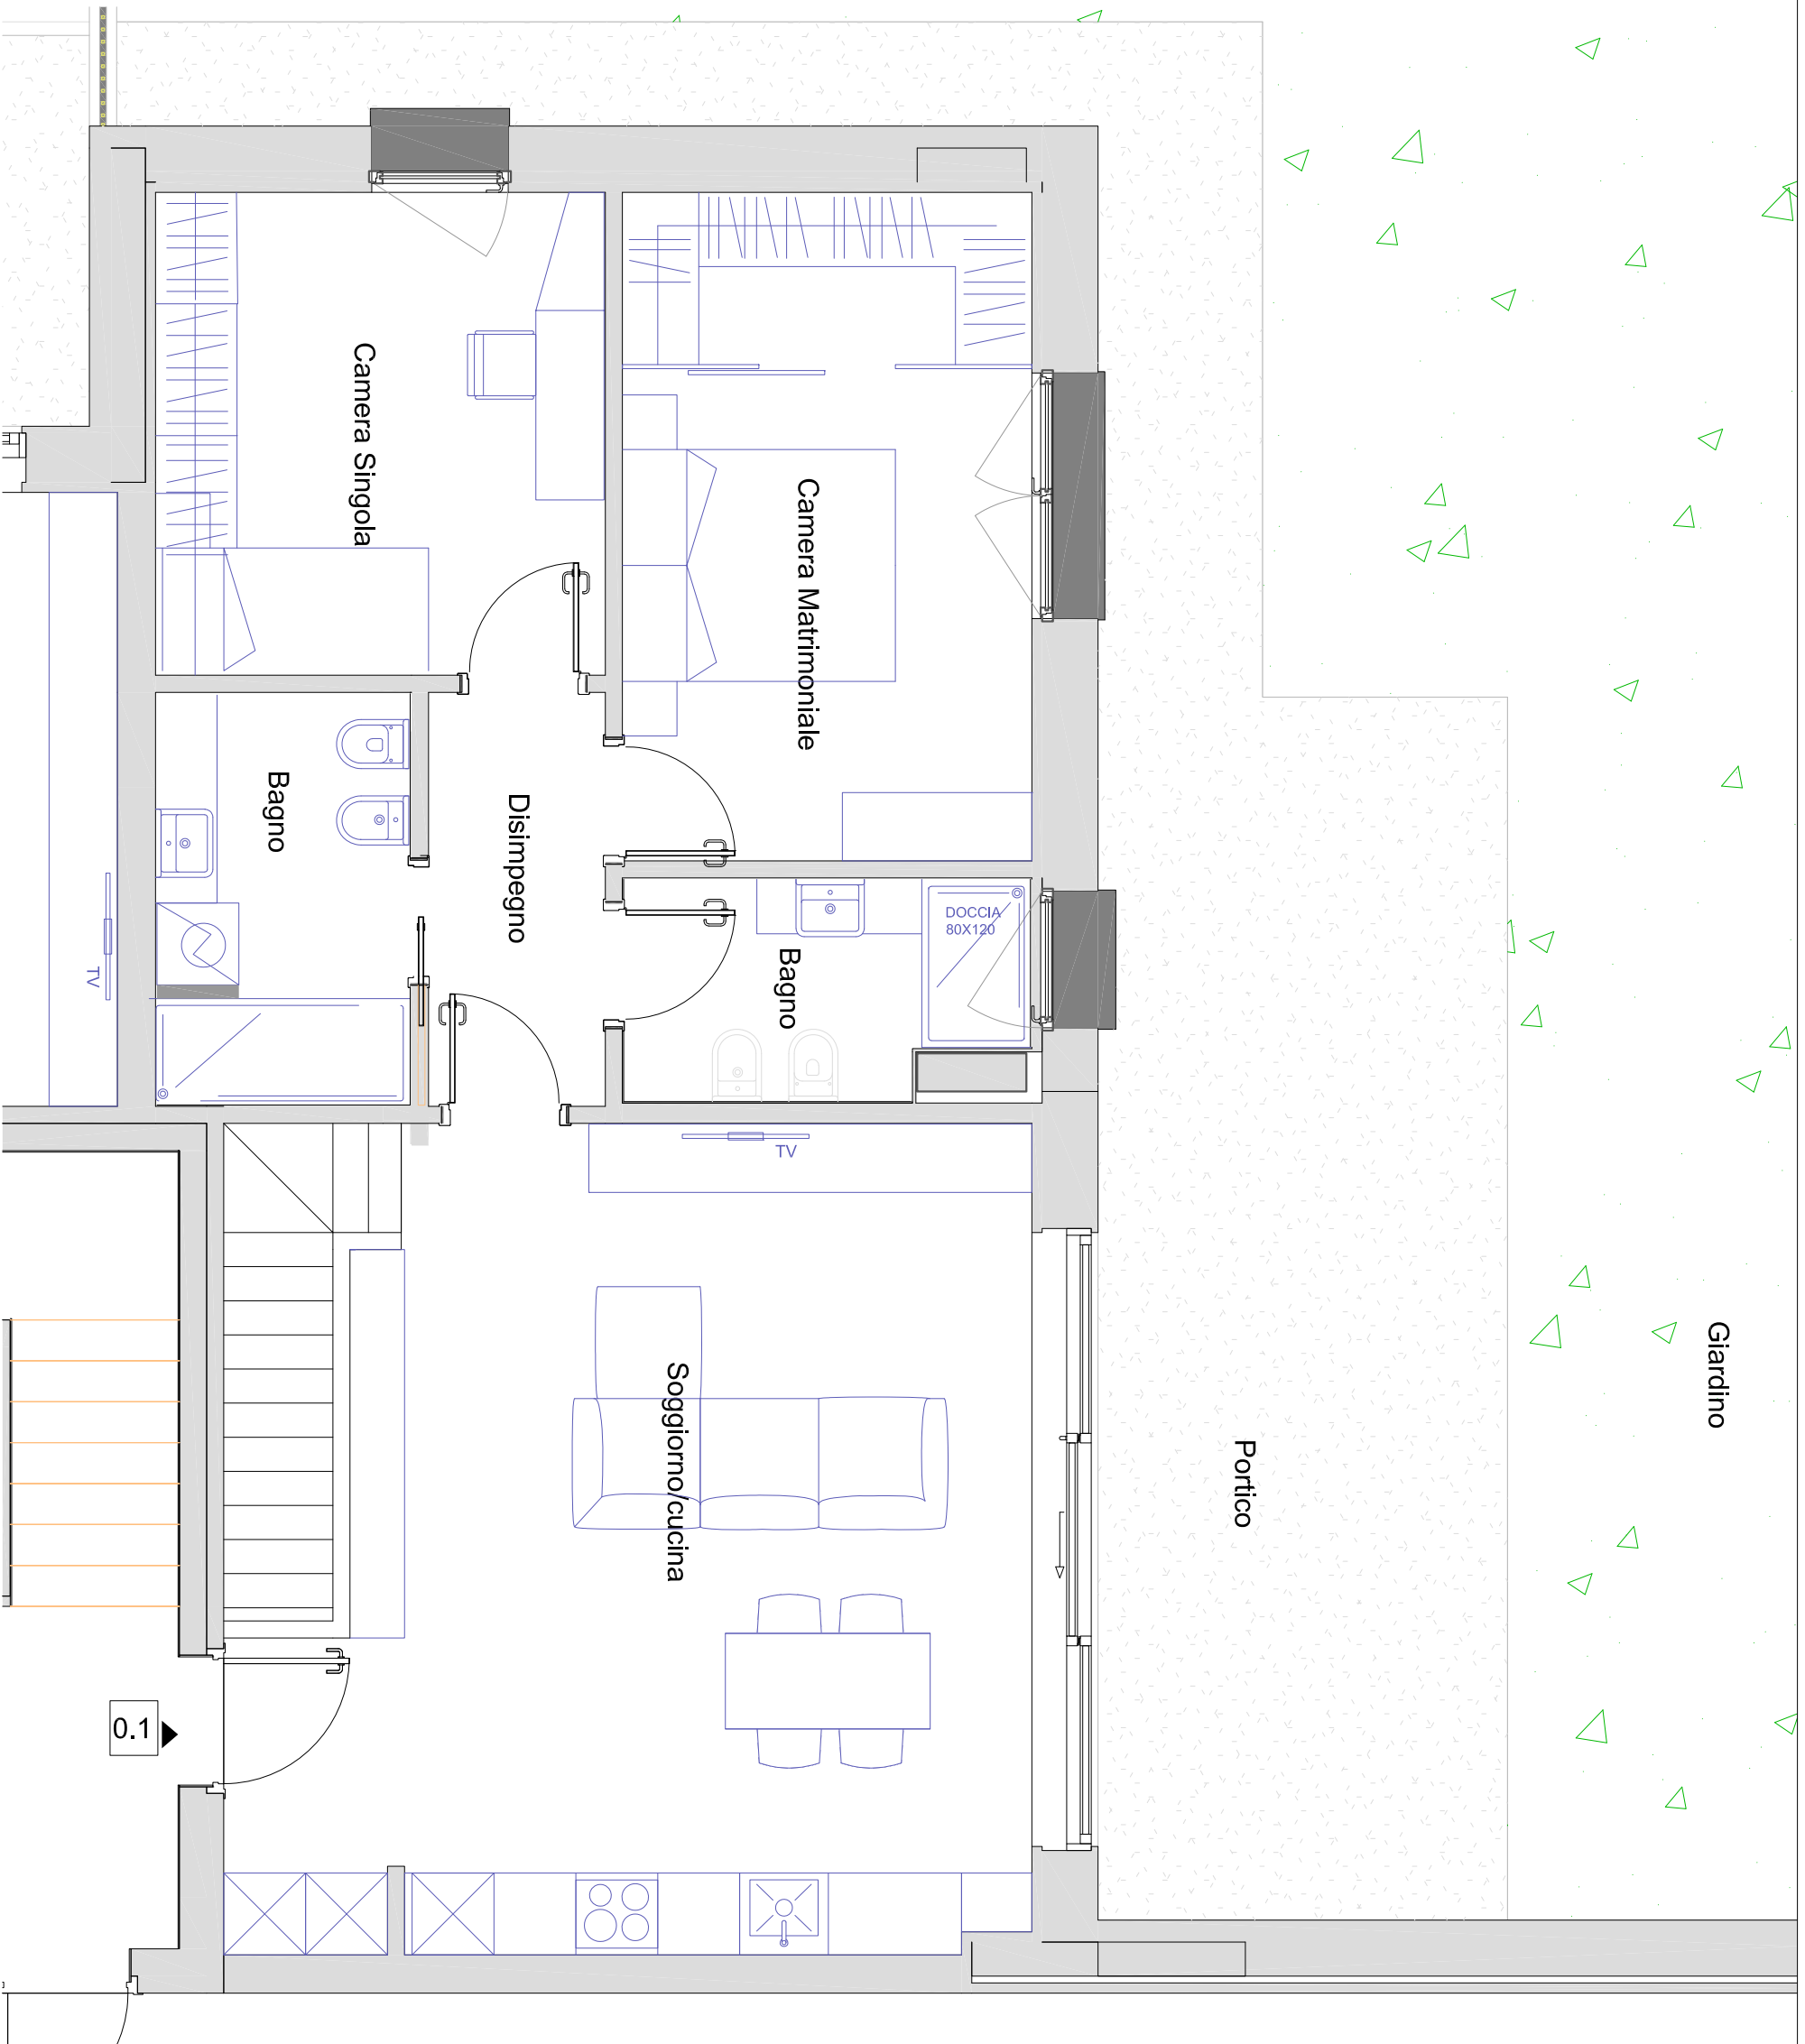 Camera Singola
Camera Matrimoniale
Bagno
Disimpegno
Bagno
DOCCIA
80X120
TV
TV
Soggiorno/cucina
Portico
Giardino
0.1